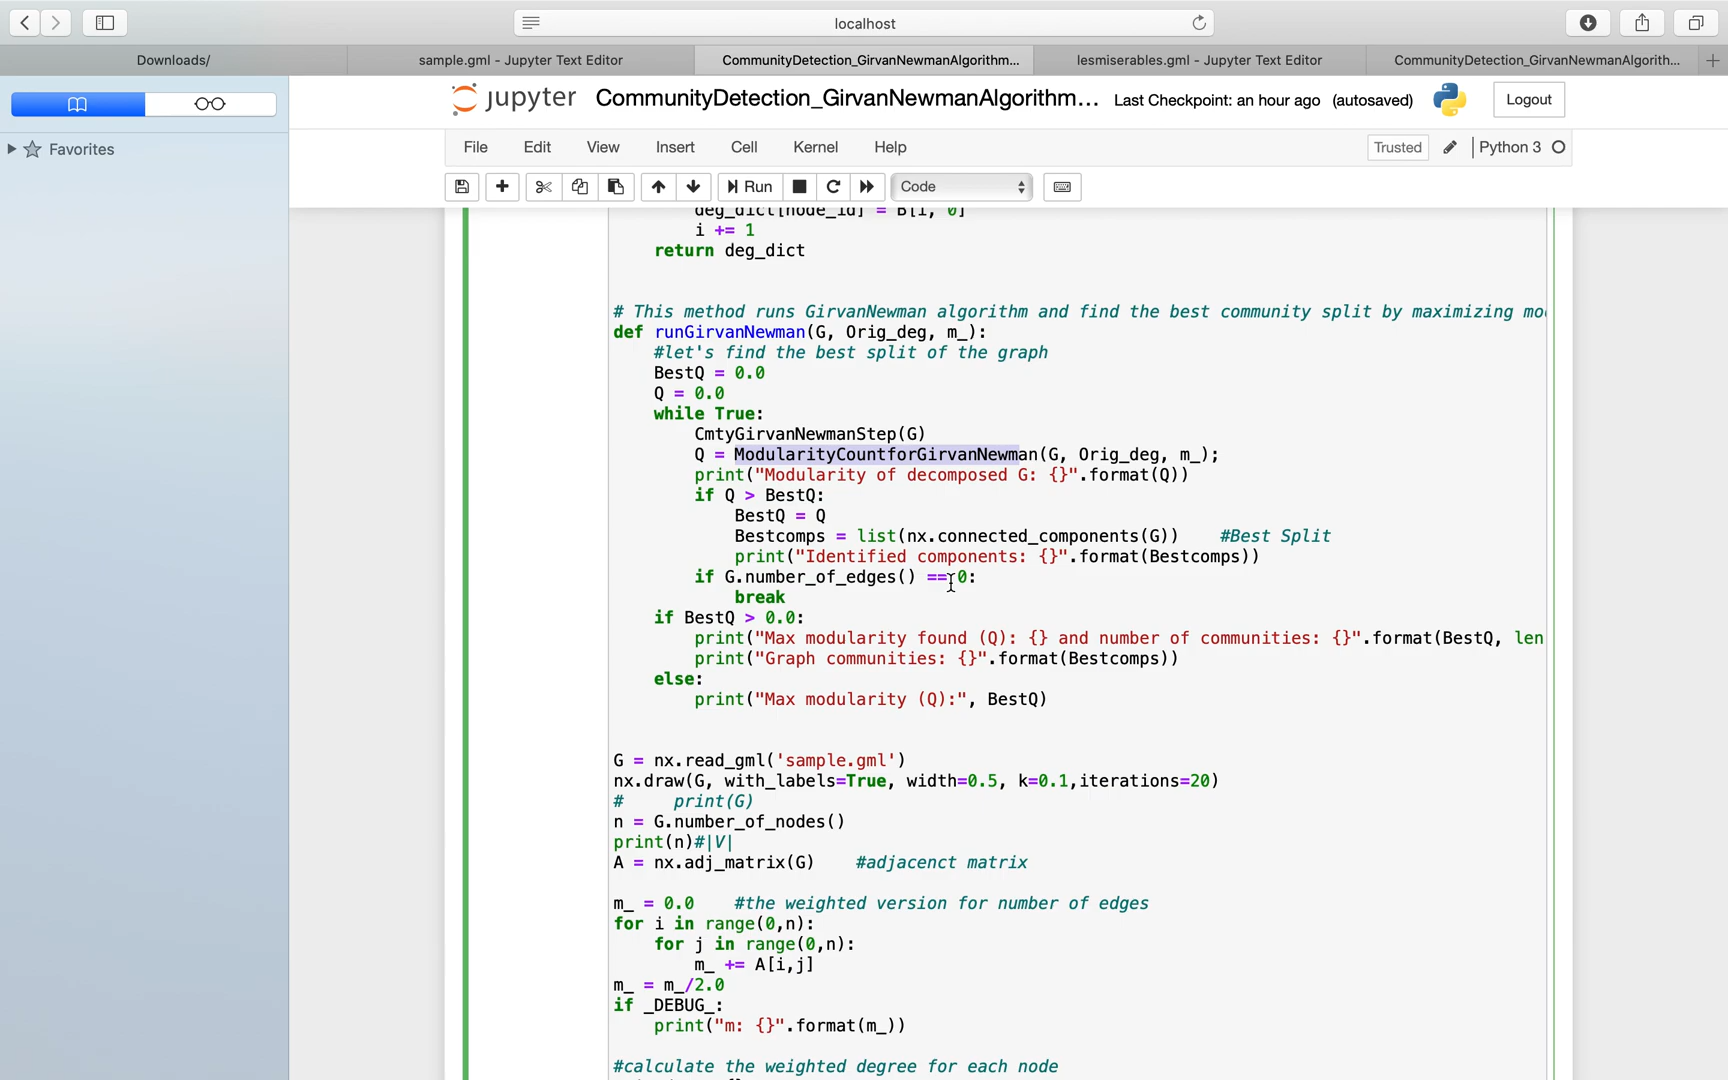 localhost
Downloads/
sample.gml - Jupyter Text Editor
CommunityDetection_GirvanNewmanAlgorithm...
lesmiserables.gml - Jupyter Text Editor
CommunityDetection_GirvanNewmanAlgorith...
jupyter CommunityDetection_GirvanNewmanAlgorithm... Last Checkpoint: an hour ago (autosaved)
Logout
Favorites
File Edit View Insert Cell Kernel Help
Trusted Python 3
Run Code
deg_dict[node_id] = B[i, 0]
i += 1
return deg_dict
# This method runs GirvanNewman algorithm and find the best community split by maximizing mo
def runGirvanNewman(G, Orig_deg, m_):
#let's find the best split of the graph
BestQ = 0.0
Q = 0.0
while True:
CmtyGirvanNewmanStep(G)
Q = ModularityCountforGirvanNewman(G, Orig_deg, m_);
print("Modularity of decomposed G: {}".format(Q))
if Q > BestQ:
BestQ = Q
Bestcomps = list(nx.connected_components(G)) #Best Split
print("Identified components: {}".format(Bestcomps))
if G.number_of_edges() == 0:
break
if BestQ > 0.0:
print("Max modularity found (Q): {} and number of communities: {}".format(BestQ, len
print("Graph communities: {}".format(Bestcomps))
else:
print("Max modularity (Q):", BestQ)
G = nx.read_gml('sample.gml')
nx.draw(G, with_labels=True, width=0.5, k=0.1,iterations=20)
# print(G)
n = G.number_of_nodes()
print(n)#|V|
A = nx.adj_matrix(G) #adjacenct matrix
m_ = 0.0 #the weighted version for number of edges
for i in range(0,n):
for j in range(0,n):
m_ += A[i,j]
m_ = m_/2.0
if _DEBUG_:
print("m: {}".format(m_))
#calculate the weighted degree for each node